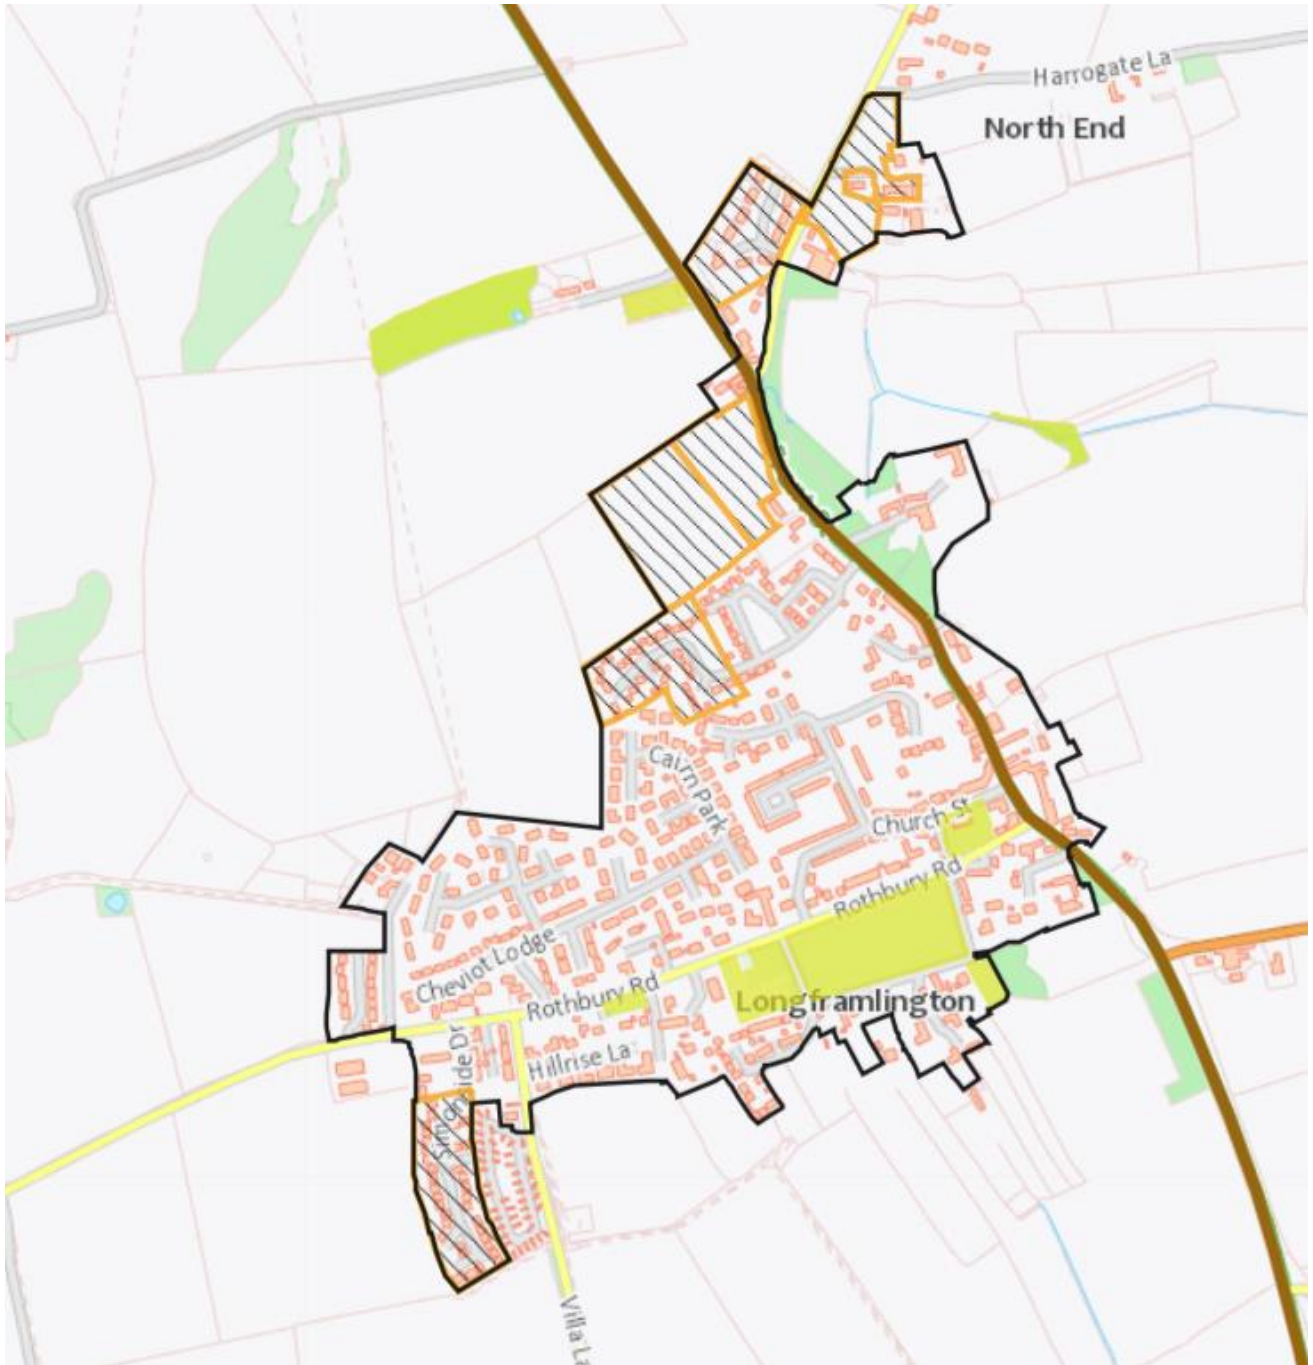 Harrogate La
North End
Cairn Park
Church St
Rothbury Rd
Cheviot Lodge
Rothbury Rd
Longframlington
Hillrise La
Villa La